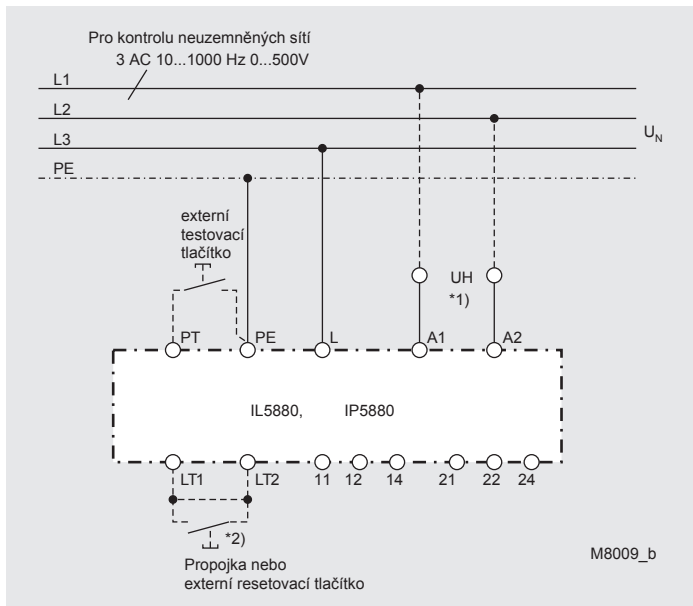 Pro kontrolu neuzemněných sítí
3 AC 10...1000 Hz 0...500V
L1
L2
L3
PE
UN
externí
testovací
tlačítko
UH
*1)
PT
PE
L
A1
A2
IL5880, IP5880
LT1
LT2
11
12
14
21
22
24
*2)
Propojka nebo
externí resetovací tlačítko
M8009_b